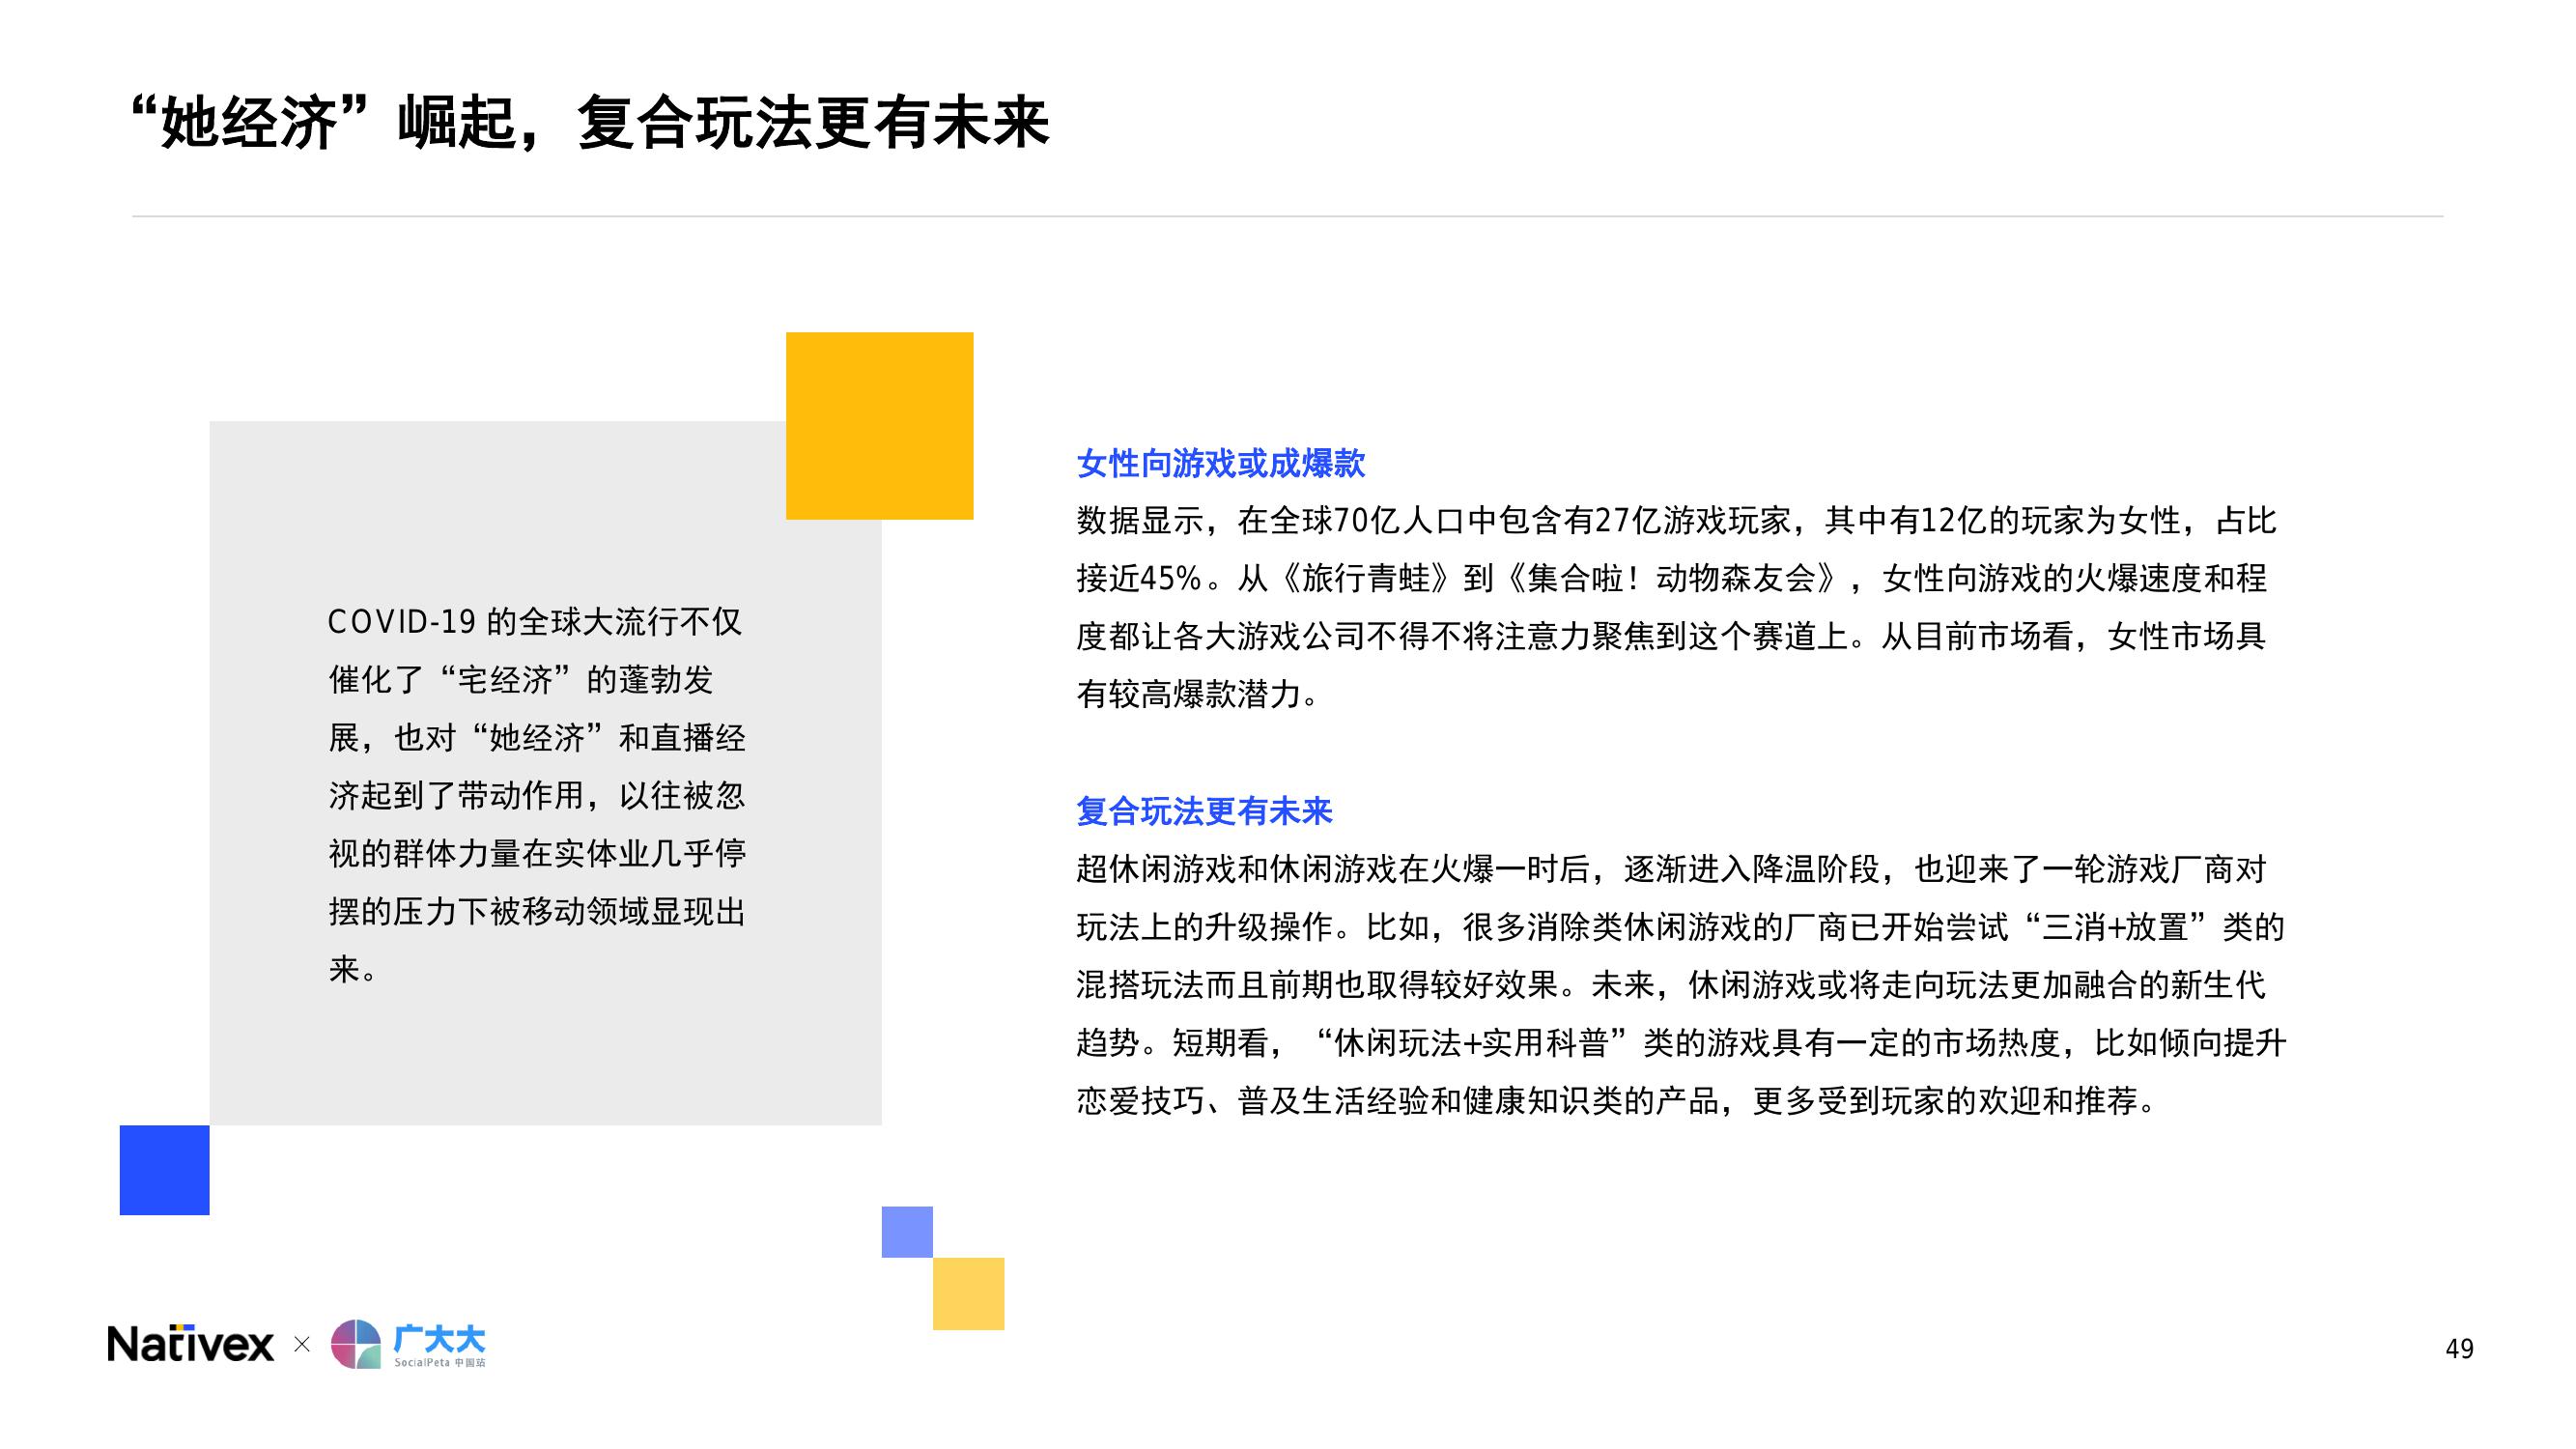 “她经济”崛起，复合玩法更有未来
COVID-19 的全球大流行不仅
催化了“宅经济”的蓬勃发
展，也对“她经济”和直播经
济起到了带动作用，以往被忽
视的群体力量在实体业几乎停
摆的压力下被移动领域显现出
来。
女性向游戏或成爆款
数据显示，在全球70亿人口中包含有27亿游戏玩家，其中有12亿的玩家为女性，占比
接近45%。从《旅行青蛙》到《集合啦！动物森友会》，女性向游戏的火爆速度和程
度都让各大游戏公司不得不将注意力聚焦到这个赛道上。从目前市场看，女性市场具
有较高爆款潜力。
复合玩法更有未来
超休闲游戏和休闲游戏在火爆一时后，逐渐进入降温阶段，也迎来了一轮游戏厂商对
玩法上的升级操作。比如，很多消除类休闲游戏的厂商已开始尝试“三消+放置”类的
混搭玩法而且前期也取得较好效果。未来，休闲游戏或将走向玩法更加融合的新生代
趋势。短期看，“休闲玩法+实用科普”类的游戏具有一定的市场热度，比如倾向提升
恋爱技巧、普及生活经验和健康知识类的产品，更多受到玩家的欢迎和推荐。
Nativex × 广大大
SocialPeta 中国站
49